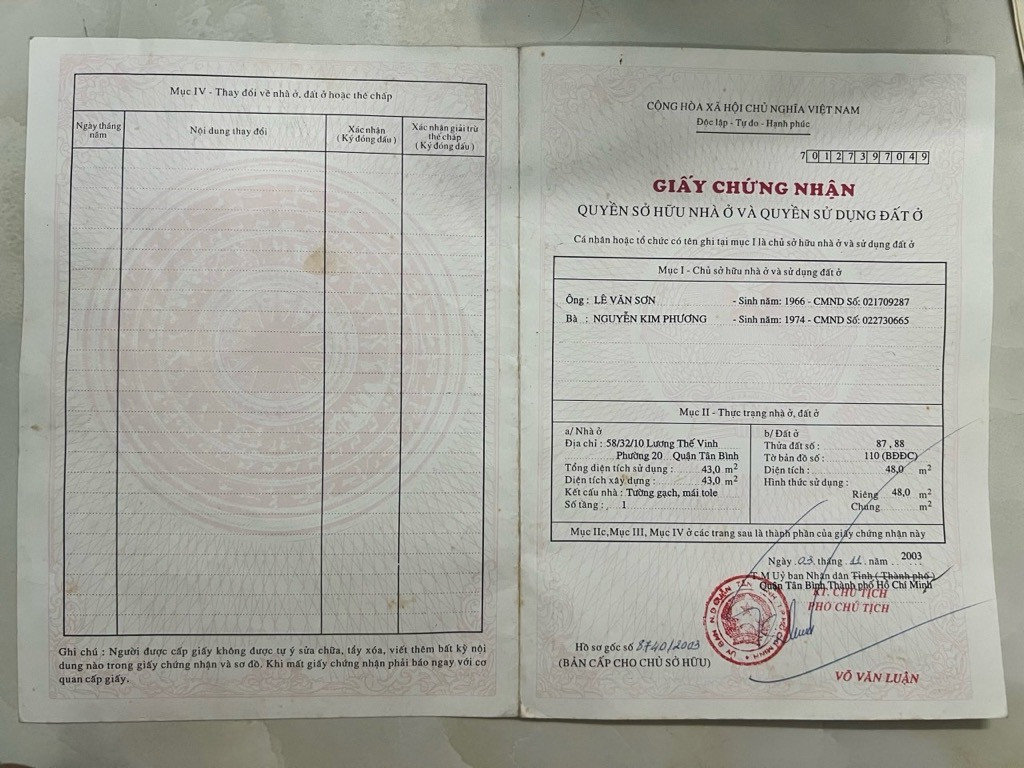 Mục IV - Thay đổi về nhà ở, đất ở hoặc thế chấp
Ngày tháng năm
Nội dung thay đổi
Xác nhận
( Ký đóng dấu )
Xác nhận giải trừ
thế chấp
( Ký đóng dấu )
Ghi chú : Người được cấp giấy không được tự ý sửa chữa, tẩy xóa, viết thêm bất kỳ nội
dung nào trong giấy chứng nhận và sơ đồ. Khi mất giấy chứng nhận phải báo ngay với cơ
quan cấp giấy.
CỘNG HÒA XÃ HỘI CHỦ NGHĨA VIỆT NAM
Độc lập - Tự do - Hạnh phúc
70127397049
GIẤY CHỨNG NHẬN
QUYỀN SỞ HỮU NHÀ Ở VÀ QUYỀN SỬ DỤNG ĐẤT Ở
Cá nhân hoặc tổ chức có tên ghi tại mục I là chủ sở hữu nhà ở và sử dụng đất ở
Mục I - Chủ sở hữu nhà ở và sử dụng đất ở
Ông : LÊ VĂN SƠN - Sinh năm: 1966 - CMND Số: 021709287
Bà : NGUYỄN KIM PHƯƠNG - Sinh năm: 1974 - CMND Số: 022730665
Mục II - Thực trạng nhà ở, đất ở
a/ Nhà ở
Địa chỉ : 58/32/10 Lương Thế Vinh
Phường 20 Quận Tân Bình
Tổng diện tích sử dụng : 43,0 m²
Diện tích xây dựng : 43,0 m²
Kết cấu nhà : Tường gạch, mái tole
Số tầng : 1
b/ Đất ở
Thửa đất số : 87 , 88
Tờ bản đồ số : 110 (BĐĐC)
Diện tích : 48,0 m²
Hình thức sử dụng :
Riêng 48,0 m²
Chung m²
Mục IIc, Mục III, Mục IV ở các trang sau là thành phần của giấy chứng nhận này
Ngày 03 tháng 11 năm 2003
T.M Uỷ ban Nhân dân Tỉnh ( Thành phố )
Quận Tân Bình Thành phố Hồ Chí Minh
KT. CHỦ TỊCH
PHÓ CHỦ TỊCH
Hồ sơ gốc số 8740/2003
(BẢN CẤP CHO CHỦ SỞ HỮU)
VÕ VĂN LUẬN